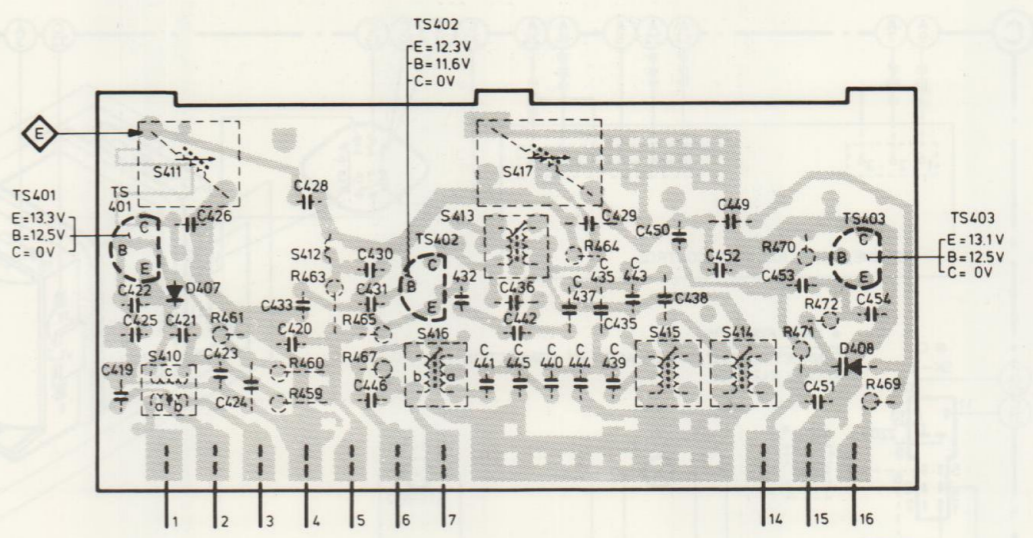 TS402
E=12.3V
B=11.6V
C=0V
E
S411
S417
C428
TS401
E=13.3V
B=12,5V
C=0V
TS
401
C
B
E
C426
S413
C429
C449
C450
TS403
C
B
E
TS403
E=13.1V
B=12.5V
C=0V
S412
C430
TS402
C
B
E
R464
R470
C452
C453
C422
D407
R463
C433
C431
432
C436
C
437
C
435
C
443
C438
R472
C454
C425
C421
R461
C420
R465
C442
C435
R471
S410
c
a
b
C423
R460
R467
S416
b
a
C
441
C
445
C
440
C
444
C
439
S415
S414
D408
C419
C424
R459
C446
C451
R469
1
2
3
4
5
6
7
14
15
16